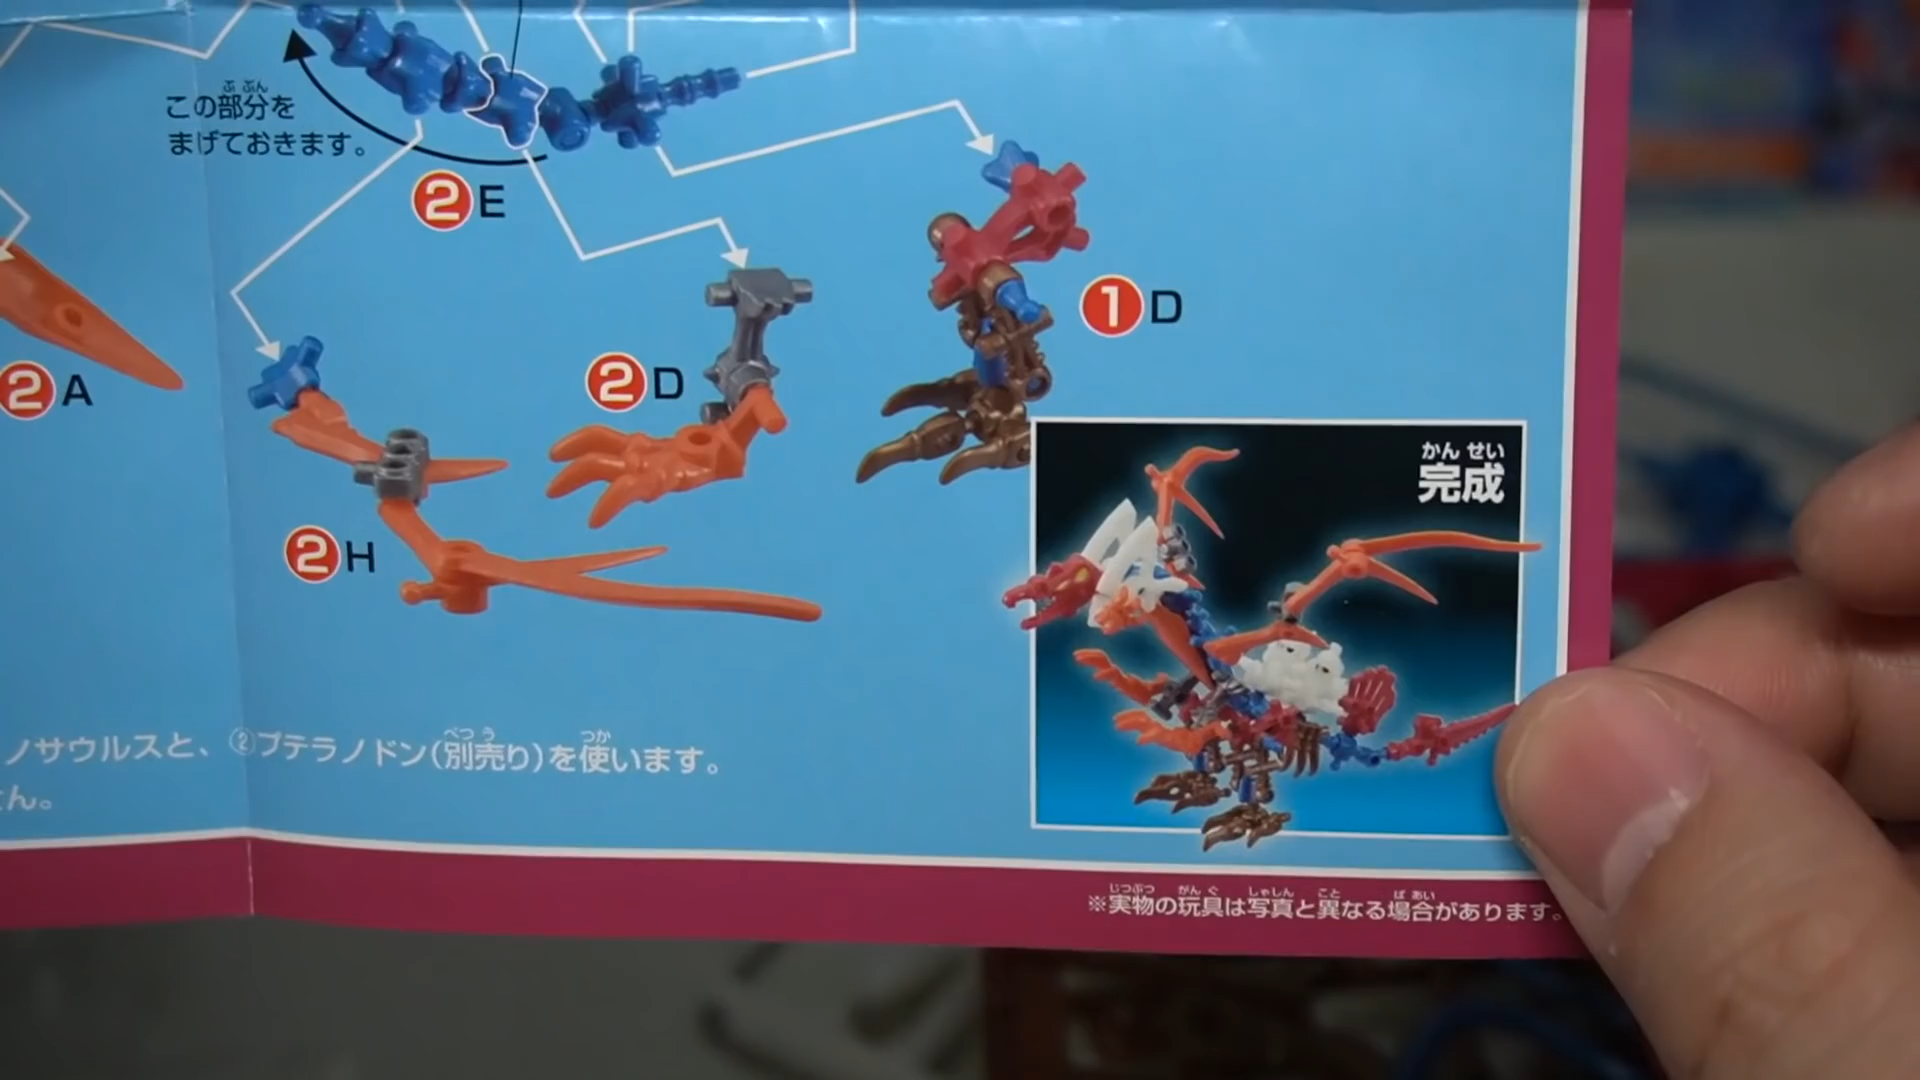 この部分を
まげておきます。
2E
1D
2D
2A
2H
完成
ノサウルスと、②プテラノドン(別売り)を使います。
ん。
※実物の玩具は写真と異なる場合があります。